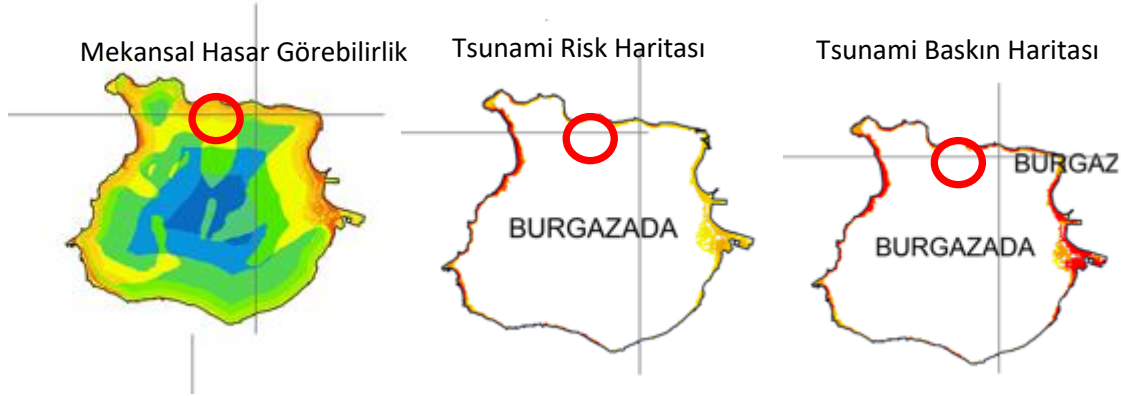 Mekansal Hasar Görebilirlik
Tsunami Risk Haritası
Tsunami Baskın Haritası
BURGAZADA
BURGAZ
BURGAZADA